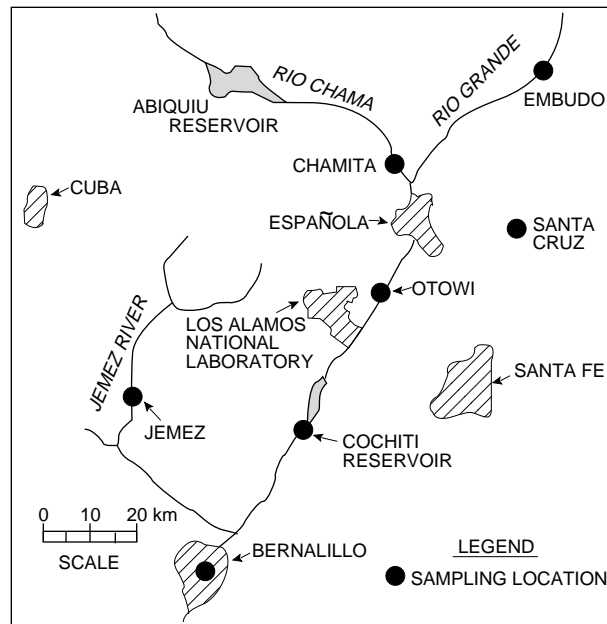 RIO CHAMA
RIO GRANDE
EMBUDO
ABIQUIU
RESERVOIR
CHAMITA
CUBA
ESPAÑOLA
SANTA
CRUZ
OTOWI
LOS ALAMOS
NATIONAL
LABORATORY
JEMEZ RIVER
SANTA FE
JEMEZ
COCHITI
RESERVOIR
0 10 20 km
SCALE
BERNALILLO
LEGEND
SAMPLING LOCATION